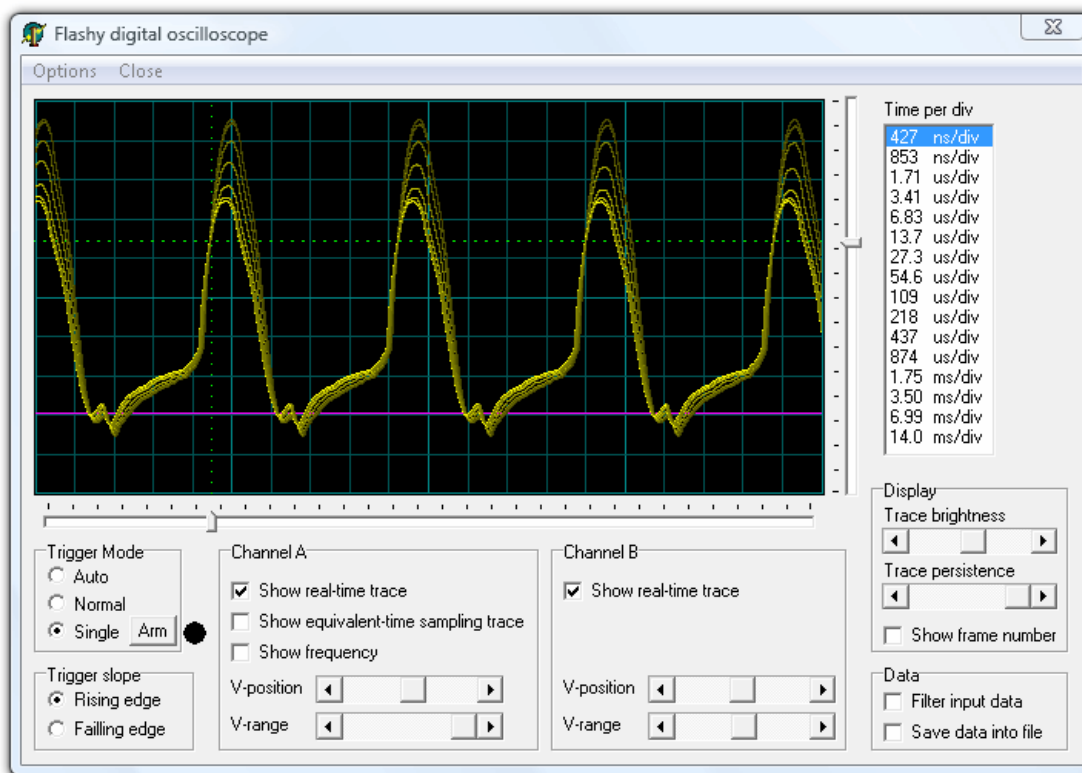 Flashy digital oscilloscope
Options Close
Time per div
427 ns/div
853 ns/div
1.71 us/div
3.41 us/div
6.83 us/div
13.7 us/div
27.3 us/div
54.6 us/div
109 us/div
218 us/div
437 us/div
874 us/div
1.75 ms/div
3.50 ms/div
6.99 ms/div
14.0 ms/div
Display
Trace brightness
Trace persistence
Show frame number
Trigger Mode
Auto
Normal
Single Arm
Trigger slope
Rising edge
Failling edge
Channel A
Show real-time trace
Show equivalent-time sampling trace
Show frequency
V-position
V-range
Channel B
Show real-time trace
V-position
V-range
Data
Filter input data
Save data into file